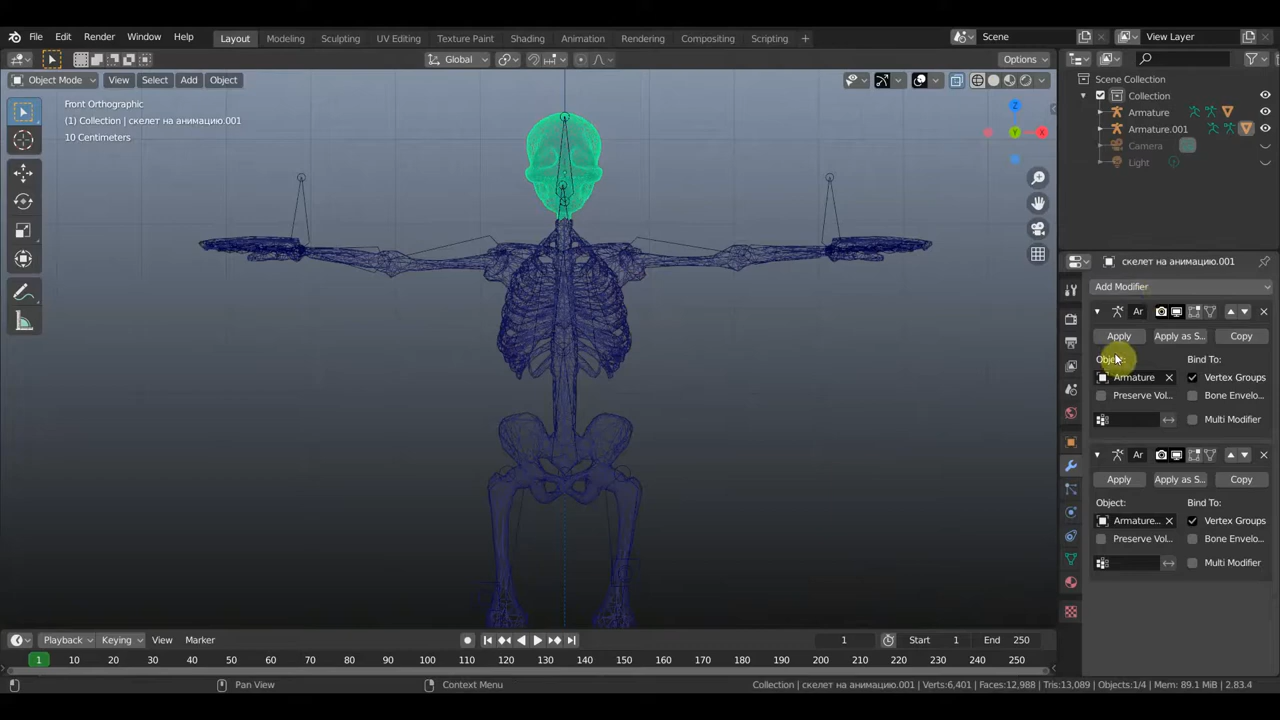 File Edit Render Window Help Layout Modeling Sculpting UV Editing Texture Paint Shading Animation Rendering Compositing Scripting + Scene View Layer
Global Options
Object Mode View Select Add Object
Front Orthographic
(1) Collection | скелет на анимацию.001
10 Centimeters
Z
Y
X
Scene Collection
Collection
Armature
Armature.001
Camera
Light
скелет на анимацию.001
Add Modifier
Ar
Apply Apply as S... Copy
Object: Bind To:
Armature Vertex Groups
Preserve Vol... Bone Envelo...
Multi Modifier
Ar
Apply Apply as S... Copy
Object: Bind To:
Armature... Vertex Groups
Preserve Vol... Bone Envelo...
Multi Modifier
Playback Keying View Marker 1 Start 1 End 250
1 10 20 30 40 50 60 70 80 90 100 110 120 130 140 150 160 170 180 190 200 210 220 230 240 250
Pan View Context Menu Collection | скелет на анимацию.001 | Verts:6,401 | Faces:12,988 | Tris:13,089 | Objects:1/4 | Mem: 89.1 MiB | 2.83.4